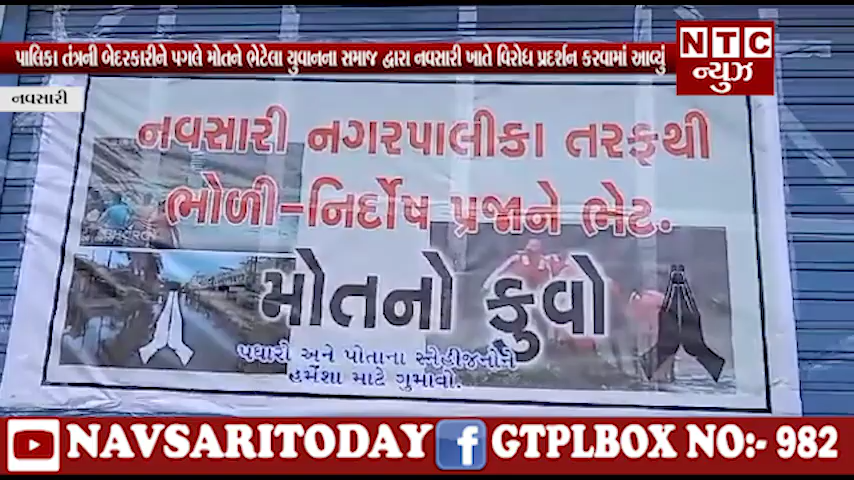 પાલિકા તંત્રની બેદરકારીને પગલે મોતને ભેટેલા યુવાનના સમાજ દ્વારા નવસારી ખાતે વિરોધ પ્રદર્શન કરવામાં આવ્યું
NTC
ન્યુઝ
નવસારી
નવસારી નગરપાલીકા તરફથી
ભોળી-નિર્દોષ પ્રજાને ભેટ.
મોતનો કુવો
પધારો અને પોતાના સ્નેહીજનોને
હંમેશા માટે ગુમાવો.
NAVSARITODAY f GTPLBOX NO:- 982